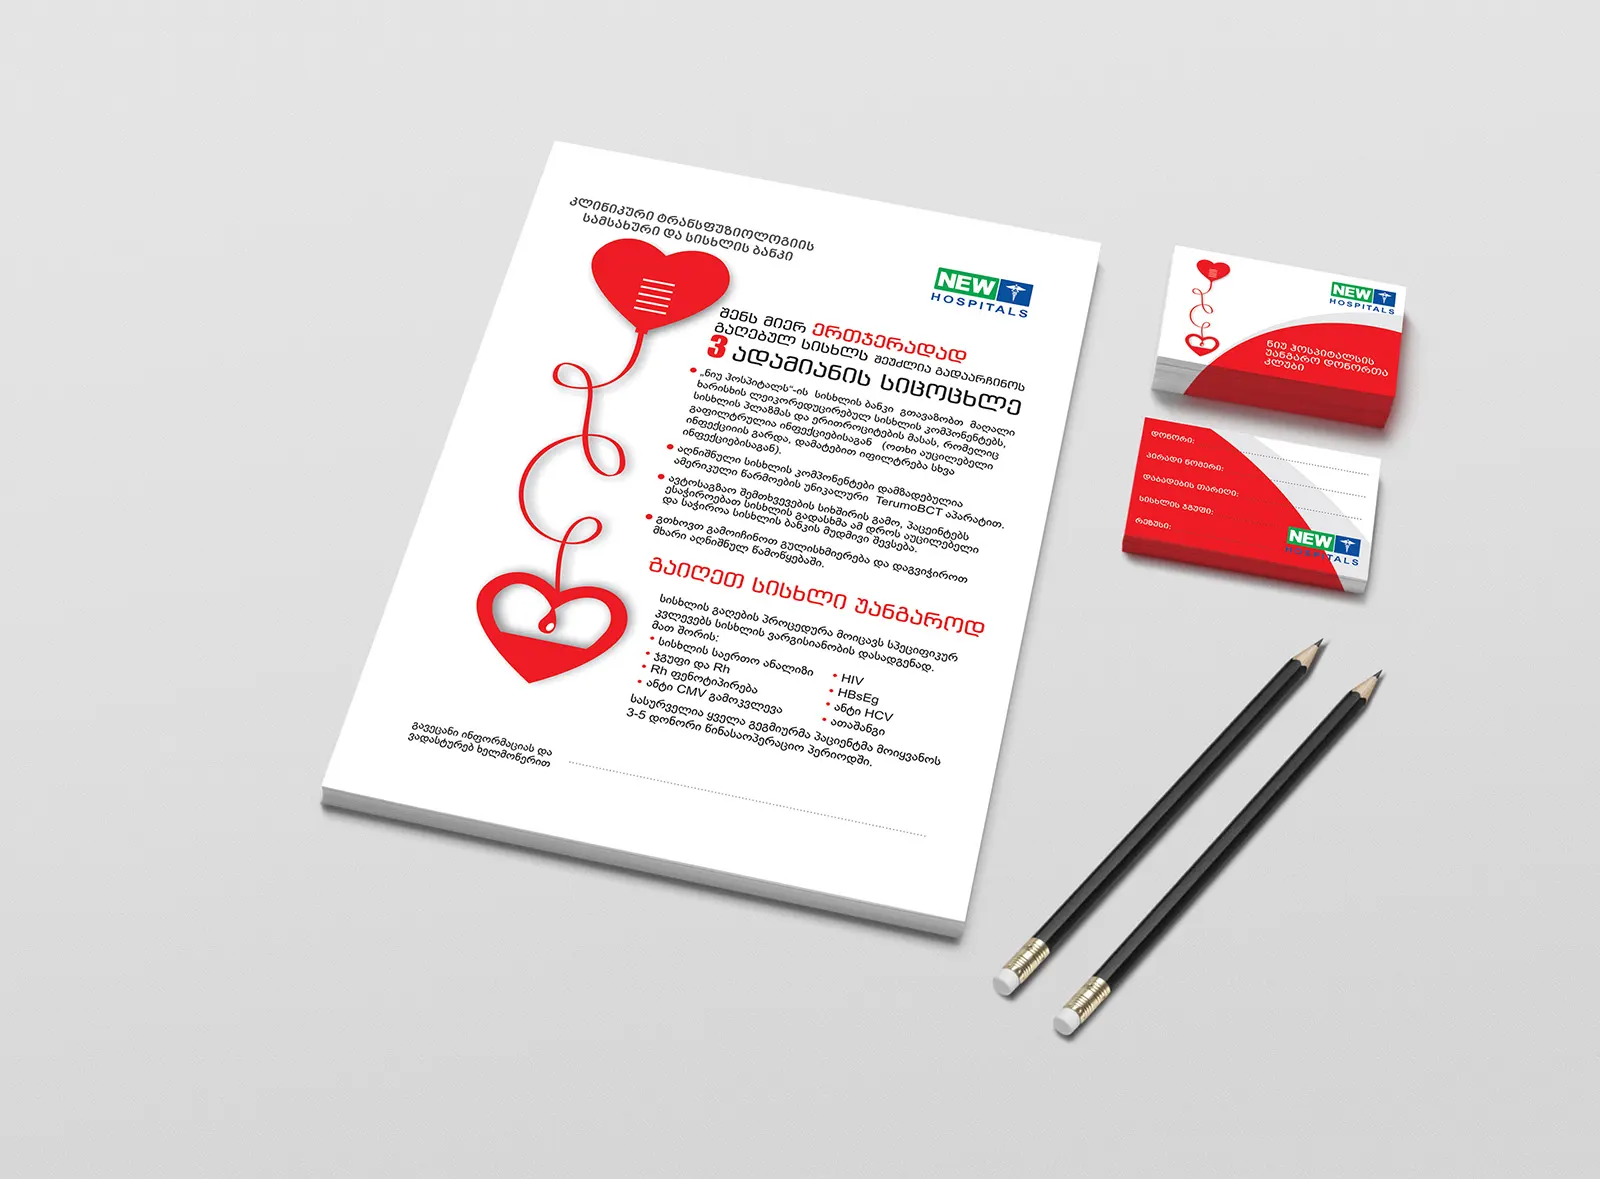 კლინიკური ტრანსფუზიოლოგიის
სამსახური და სისხლის ბანკი
NEW
HOSPITALS
შენს მიერ ერთჯერადად
გაღებულ სისხლს შეუძლია გადაარჩინოს
3 ადამიანის სიცოცხლე
• „ნიუ ჰოსპიტალს“-ის სისხლის ბანკი გთავაზობთ მაღალი
ხარისხის ლეიკორედუცირებულ სისხლის კომპონენტებს,
სისხლის პლაზმას და ერითროციტების მასას, რომელიც
გაფილტრულია ინფექციებისაგან (ოთხი აუცილებელი
ინფექციის გარდა, დამატებით იფილტრება სხვა
ინფექციებისაგან).
• აღნიშნული სისხლის კომპონენტები დამზადებულია
ამერიკული წარმოების უნიკალური TerumoBCT აპარატით.
• ავტოსაგზაო შემთხვევების სიხშირის გამო, პაციენტებს
ესაჭიროებათ სისხლის გადასხმა ამ დროს აუცილებელი
და საჭიროა სისხლის ბანკის მუდმივი შევსება.
• გთხოვთ გამოიჩინოთ გულისხმიერება და დაგვიჭიროთ
მხარი აღნიშნულ წამოწყებაში.
გაიღეთ სისხლი უანგაროდ
სისხლის გაღების პროცედურა მოიცავს სპეციფიკურ
კვლევებს სისხლის ვარგისიანობის დასადგენად.
მათ შორის:
• სისხლის საერთო ანალიზი
• ჯგუფი და Rh
• Rh ფენოტიპირება
• ანტი CMV გამოკვლევა
• HIV
• HBsEg
• ანტი HCV
• ათაშანგი
სასურველია ყველა გეგმიურმა პაციენტმა მოიყვანოს
3-5 დონორი წინასაოპერაციო პერიოდში.
გავეცანი ინფორმაციას და
ვადასტურებ ხელმოწერით
NEW
HOSPITALS
ნიუ ჰოსპიტალსის
უანგარო დონორთა
კლუბი
დონორი:
პირადი ნომერი:
დაბადების თარიღი:
სისხლის ჯგუფი:
რეზუსი:
NEW
HOSPITALS